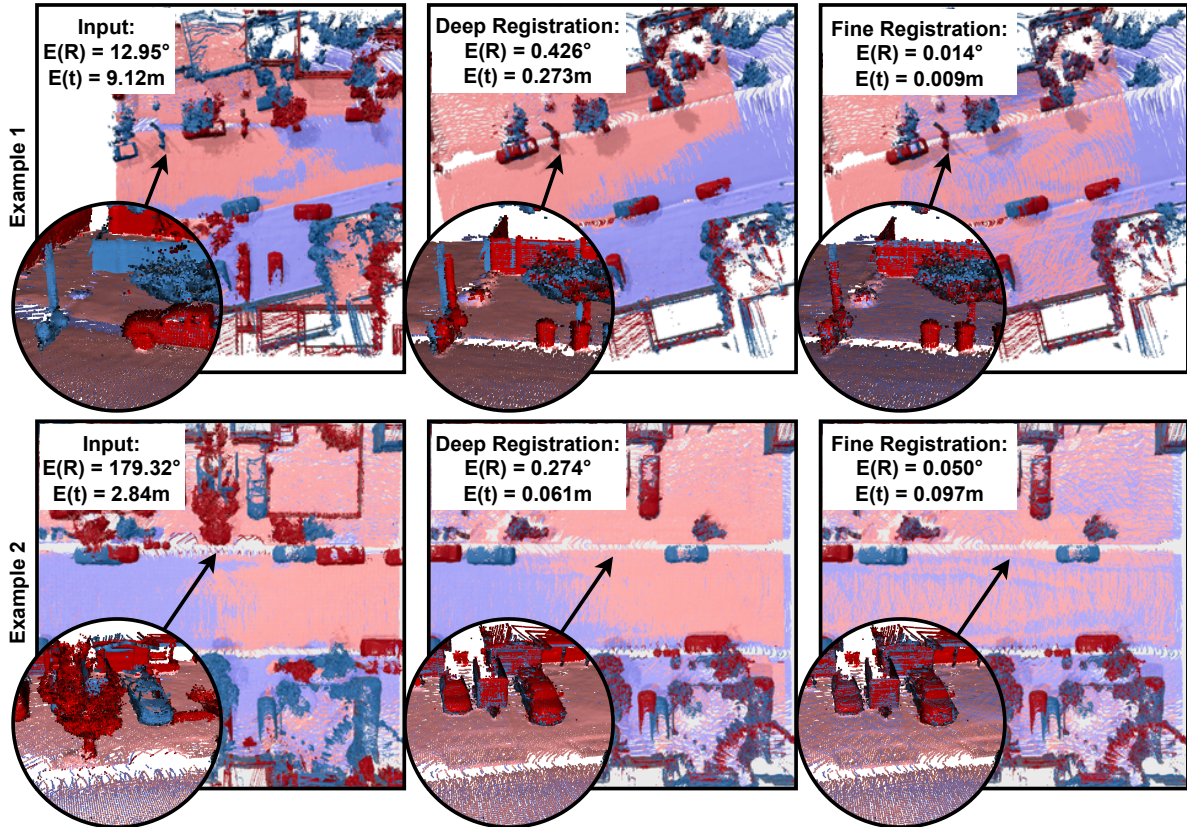 Example 1
Input:
E(R) = 12.95°
E(t) = 9.12m
Deep Registration:
E(R) = 0.426°
E(t) = 0.273m
Fine Registration:
E(R) = 0.014°
E(t) = 0.009m
Example 2
Input:
E(R) = 179.32°
E(t) = 2.84m
Deep Registration:
E(R) = 0.274°
E(t) = 0.061m
Fine Registration:
E(R) = 0.050°
E(t) = 0.097m